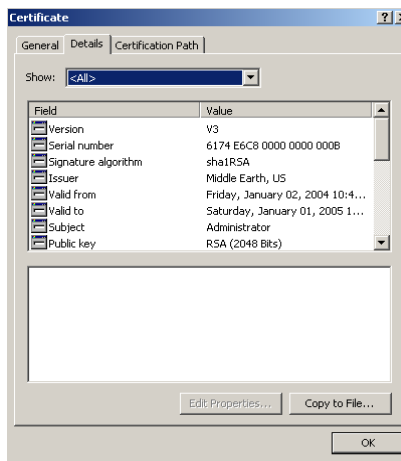 Certificate
General Details Certification Path
Show: <All>
Field Value
Version V3
Serial number 6174 E6C8 0000 0000 000B
Signature algorithm sha1RSA
Issuer Middle Earth, US
Valid from Friday, January 02, 2004 10:4...
Valid to Saturday, January 01, 2005 1...
Subject Administrator
Public key RSA (2048 Bits)
Edit Properties... Copy to File...
OK